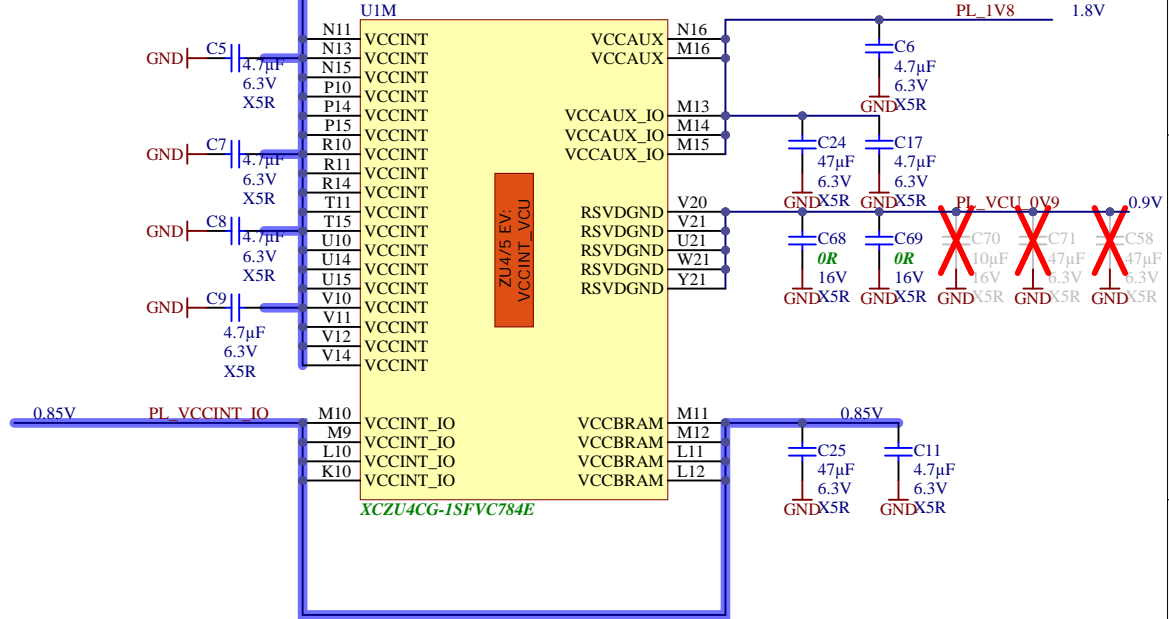 U1M
PL_1V8
1.8V
N11 VCCINT
N13 VCCINT
N15 VCCINT
P10 VCCINT
P14 VCCINT
P15 VCCINT
R10 VCCINT
R11 VCCINT
R14 VCCINT
T11 VCCINT
T15 VCCINT
U10 VCCINT
U14 VCCINT
U15 VCCINT
V10 VCCINT
V11 VCCINT
V12 VCCINT
V14 VCCINT
GND
C5
4.7µF
6.3V
X5R
GND
C7
4.7µF
6.3V
X5R
GND
C8
4.7µF
6.3V
X5R
GND
C9
4.7µF
6.3V
X5R
0.85V
PL_VCCINT_IO
M10 VCCINT_IO
M9 VCCINT_IO
L10 VCCINT_IO
K10 VCCINT_IO
ZU4/5 EV:
VCCINT_VCU
VCCAUX N16
VCCAUX M16
VCCAUX_IO M13
VCCAUX_IO M14
VCCAUX_IO M15
RSVDGND V20
RSVDGND V21
RSVDGND U21
RSVDGND W21
RSVDGND Y21
VCCBRAM M11
VCCBRAM M12
VCCBRAM L11
VCCBRAM L12
XCZU4CG-1SFVC784E
C6
4.7µF
6.3V
X5R
GND
C24
47µF
6.3V
X5R
GND
C17
4.7µF
6.3V
X5R
GND
PL_VCU_0V9
0.9V
C68
0R
16V
X5R
GND
C69
0R
16V
X5R
GND
C70
10µF
16V
X5R
GND
C71
47µF
6.3V
X5R
GND
C58
47µF
6.3V
X5R
GND
0.85V
C25
47µF
6.3V
X5R
GND
C11
4.7µF
6.3V
X5R
GND